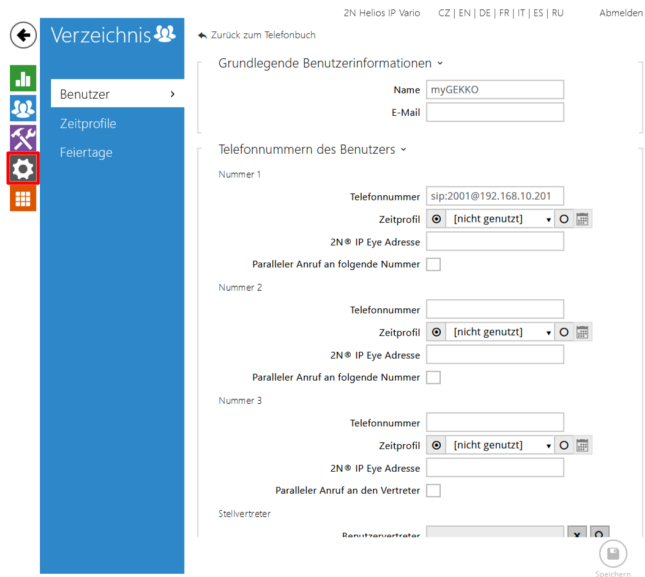 2N Helios IP Vario CZ | EN | DE | FR | IT | ES | RU Abmelden
Verzeichnis
Zurück zum Telefonbuch
Benutzer
Zeitprofile
Feiertage
Grundlegende Benutzerinformationen
Name myGEKKO
E-Mail
Telefonnummern des Benutzers
Nummer 1
Telefonnummer sip:2001@192.168.10.201
Zeitprofil [nicht genutzt]
2N® IP Eye Adresse
Paralleler Anruf an folgende Nummer
Nummer 2
Telefonnummer
Zeitprofil [nicht genutzt]
2N® IP Eye Adresse
Paralleler Anruf an folgende Nummer
Nummer 3
Telefonnummer
Zeitprofil [nicht genutzt]
2N® IP Eye Adresse
Paralleler Anruf an den Vertreter
Stellvertreter
Benutzervertreter
Speichern